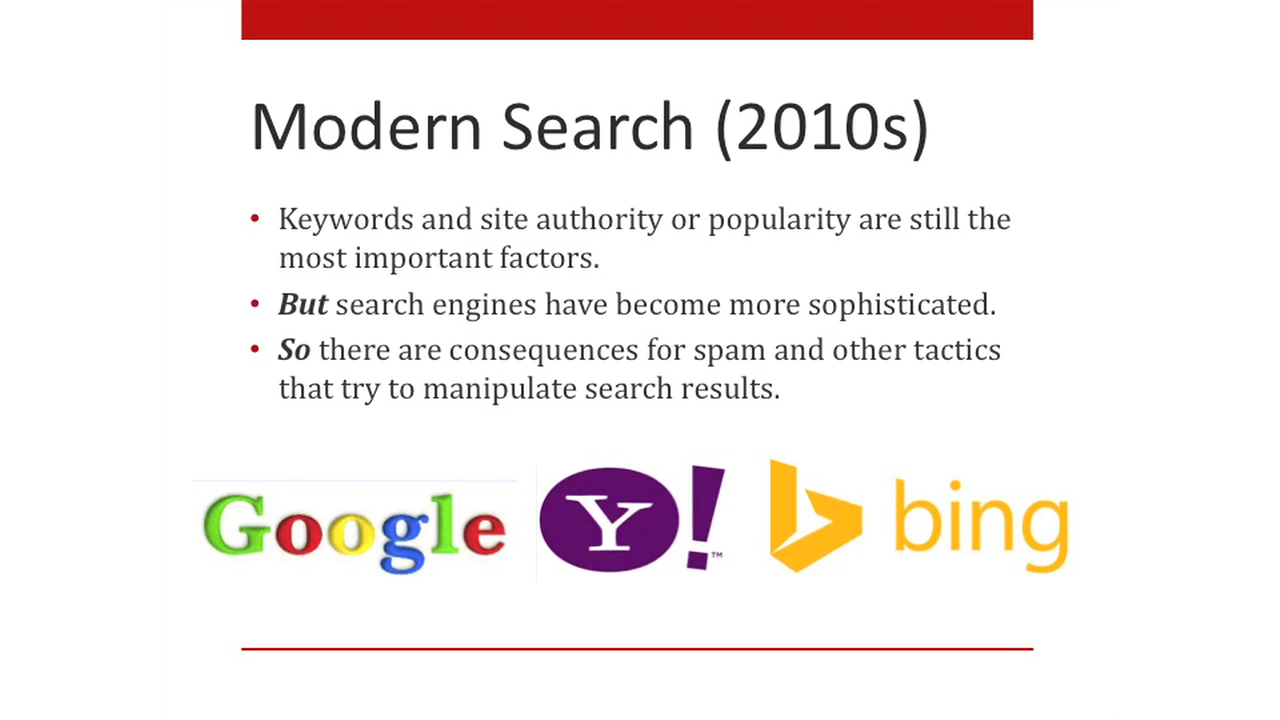 Modern Search (2010s)
• Keywords and site authority or popularity are still the
most important factors.
• But search engines have become more sophisticated.
• So there are consequences for spam and other tactics
that try to manipulate search results.
Google Y!™ bing